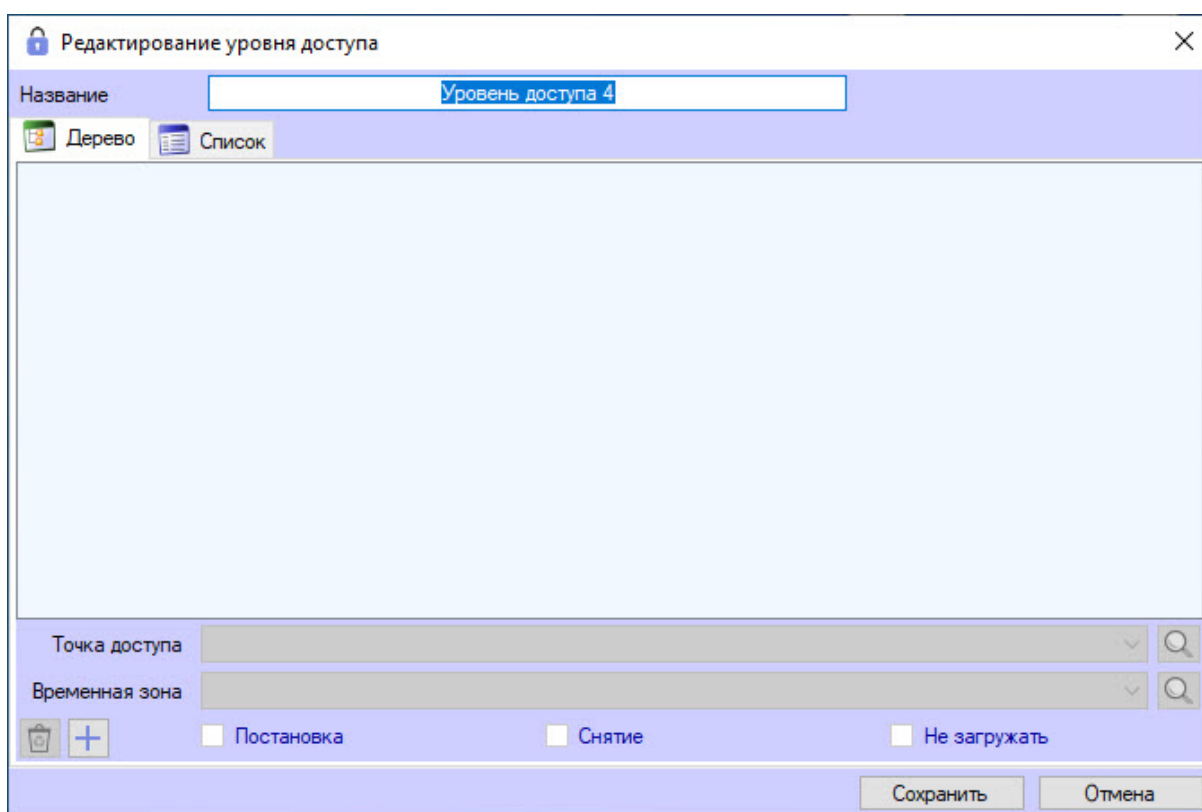 Редактирование уровня доступа
Название Уровень доступа 4
Дерево Список
Точка доступа
Временная зона
Постановка Снятие Не загружать
Сохранить Отмена